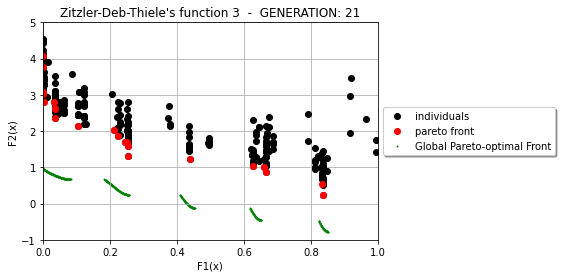 Zitzler-Deb-Thiele's function 3 - GENERATION: 21
5
4
3
2
1
0
−1
F2(x)
0.0 0.2 0.4 0.6 0.8 1.0
F1(x)
individuals
pareto front
Global Pareto-optimal Front